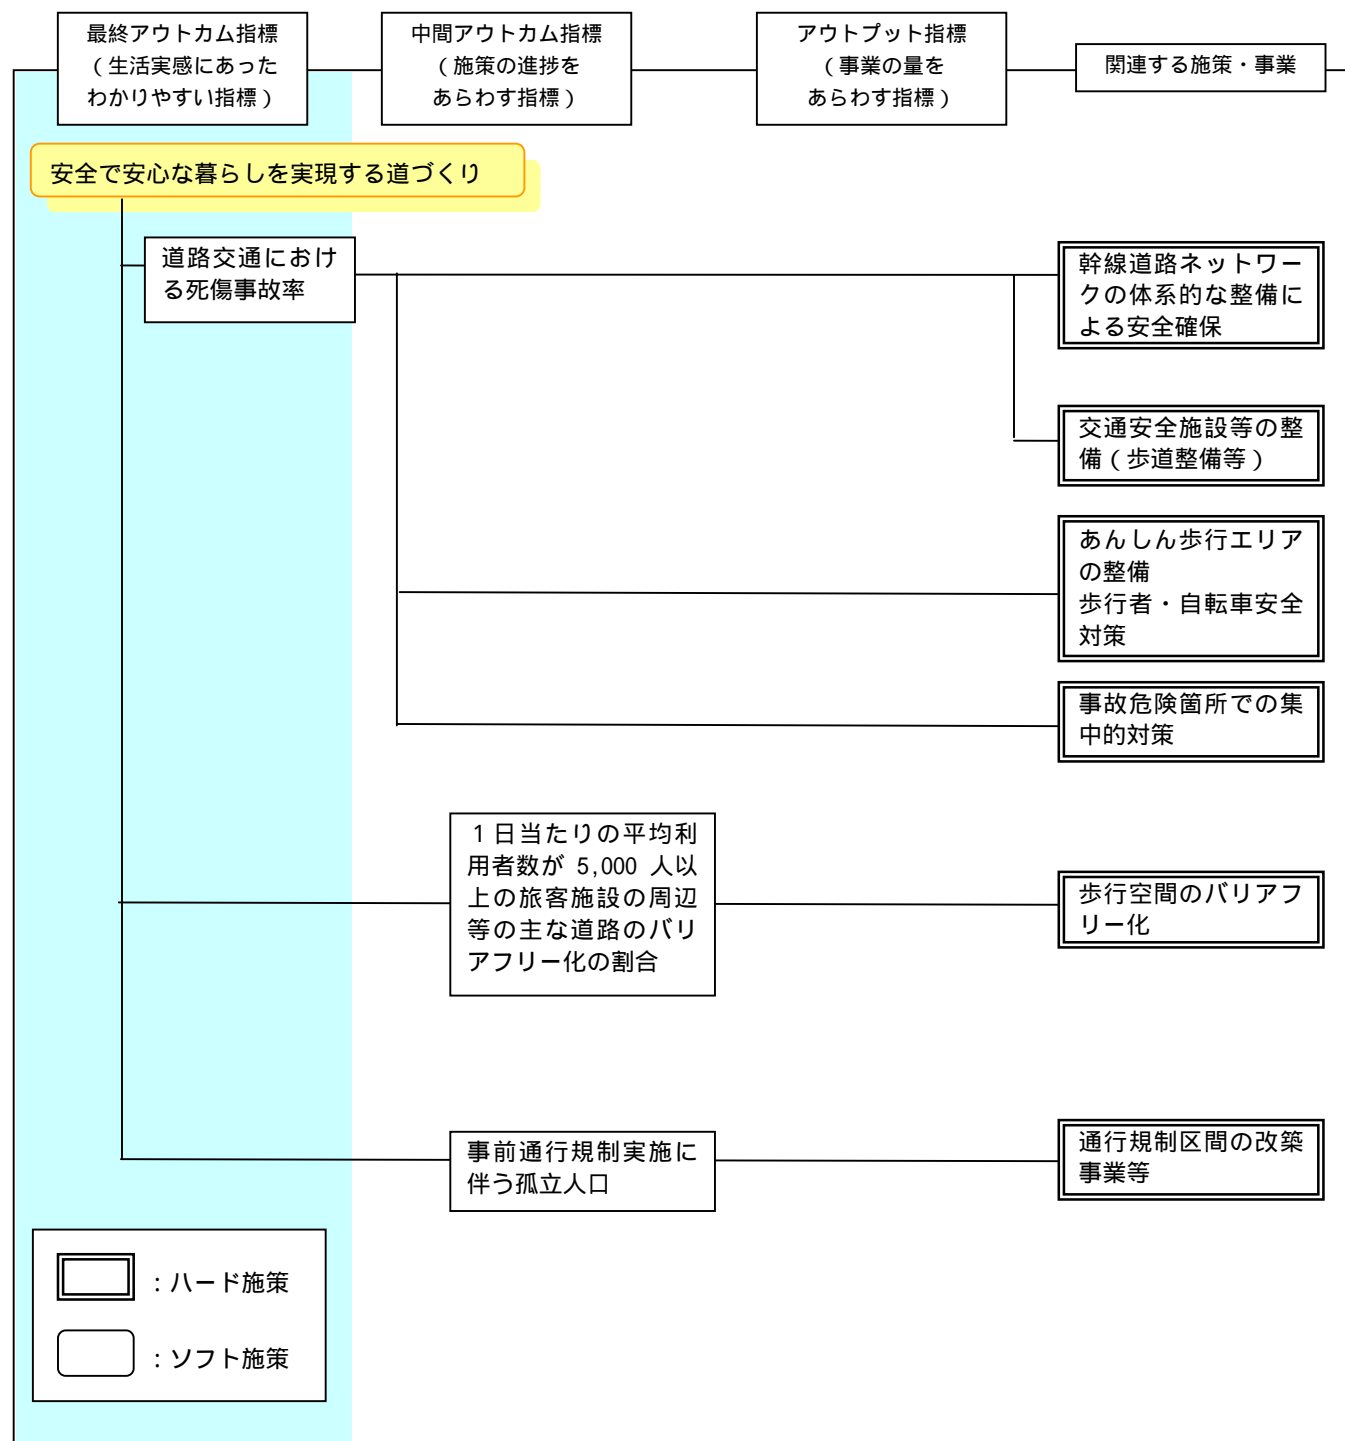 最終アウトカム指標
（生活実感にあった
わかりやすい指標）
中間アウトカム指標
（施策の進捗を
あらわす指標）
アウトプット指標
（事業の量を
あらわす指標）
関連する施策・事業
安全で安心な暮らしを実現する道づくり
道路交通におけ
る死傷事故率
幹線道路ネットワー
クの体系的な整備に
よる安全確保
交通安全施設等の整
備（歩道整備等）
あんしん歩行エリア
の整備
歩行者・自転車安全
対策
事故危険箇所での集
中的対策
１日当たりの平均利
用者数が 5,000 人以
上の旅客施設の周辺
等の主な道路のバリ
アフリー化の割合
歩行空間のバリアフ
リー化
事前通行規制実施に
伴う孤立人口
通行規制区間の改築
事業等
：ハード施策
：ソフト施策